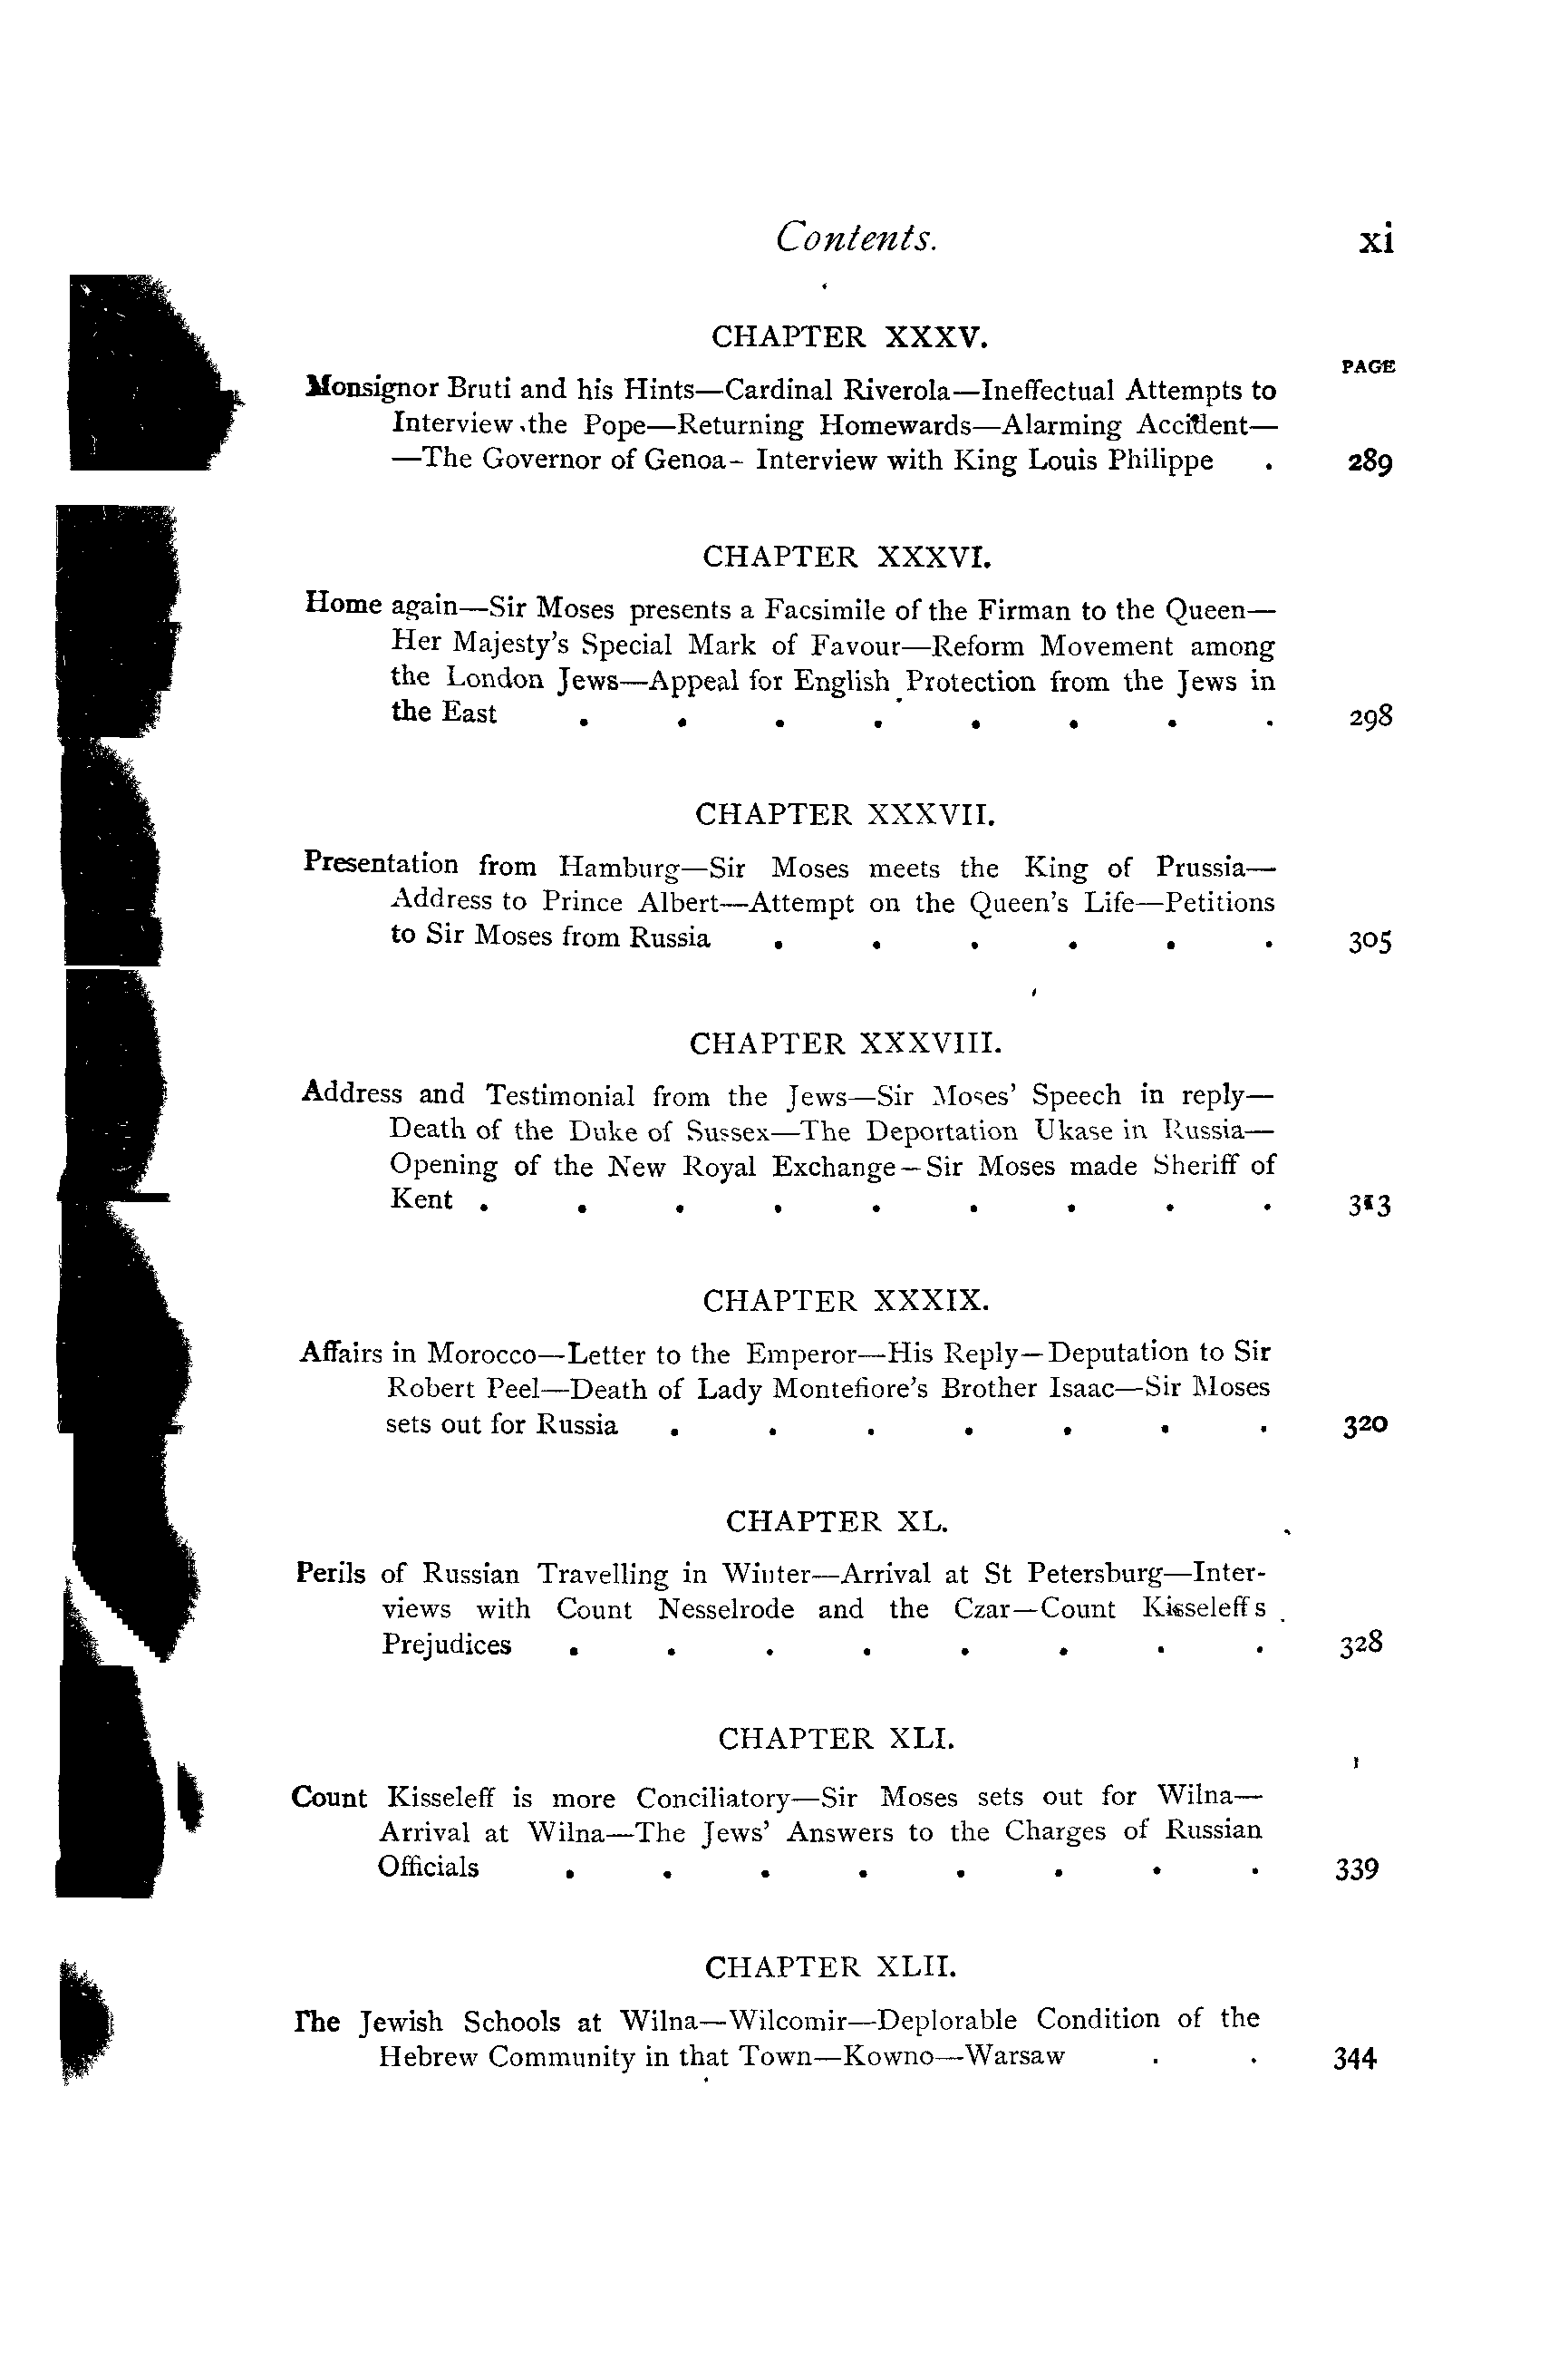 Contents. xi
CHAPTER XXXV.
PAGE
Monsignor Bruti and his Hints—Cardinal Riverola—Ineffectual Attempts to
Interview the Pope—Returning Homewards—Alarming Accident—
—The Governor of Genoa- Interview with King Louis Philippe . 289
CHAPTER XXXVI.
Home again—Sir Moses presents a Facsimile of the Firman to the Queen—
Her Majesty's Special Mark of Favour—Reform Movement among
the London Jews—Appeal for English Protection from the Jews in
the East . . . . . . . . 298
CHAPTER XXXVII.
Presentation from Hamburg—Sir Moses meets the King of Prussia—
Address to Prince Albert—Attempt on the Queen's Life—Petitions
to Sir Moses from Russia . . . . . . 305
CHAPTER XXXVIII.
Address and Testimonial from the Jews—Sir Moses' Speech in reply—
Death of the Duke of Sussex—The Deportation Ukase in Russia—
Opening of the New Royal Exchange—Sir Moses made Sheriff of
Kent . . . . . . . . . 313
CHAPTER XXXIX.
Affairs in Morocco—Letter to the Emperor—His Reply—Deputation to Sir
Robert Peel—Death of Lady Montefiore's Brother Isaac—Sir Moses
sets out for Russia . . . . . . . 320
CHAPTER XL.
Perils of Russian Travelling in Winter—Arrival at St Petersburg—Inter-
views with Count Nesselrode and the Czar—Count Kisseleff s
Prejudices . . . . . . . . 328
CHAPTER XLI.
Count Kisseleff is more Conciliatory—Sir Moses sets out for Wilna—
Arrival at Wilna—The Jews' Answers to the Charges of Russian
Officials . . . . . . . . 339
CHAPTER XLII.
The Jewish Schools at Wilna—Wilcomir—Deplorable Condition of the
Hebrew Community in that Town—Kowno—Warsaw . . 344